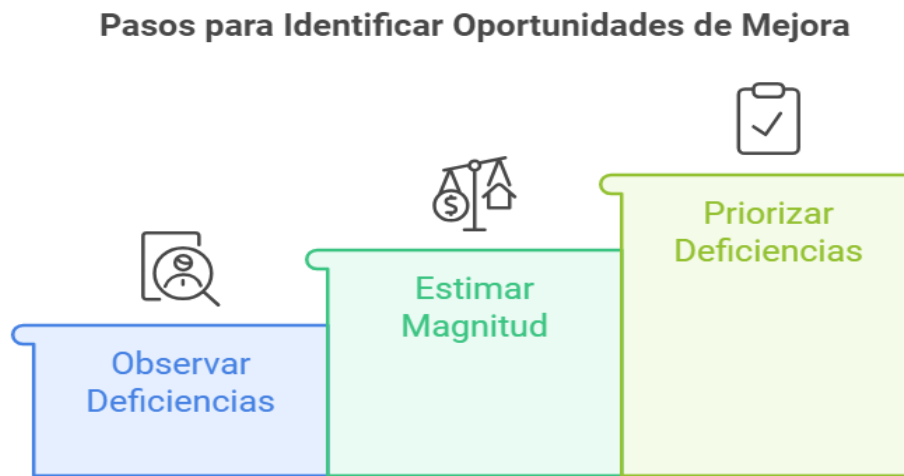 Pasos para Identificar Oportunidades de Mejora
Priorizar
Deficiencias
Estimar
Magnitud
Observar
Deficiencias
$